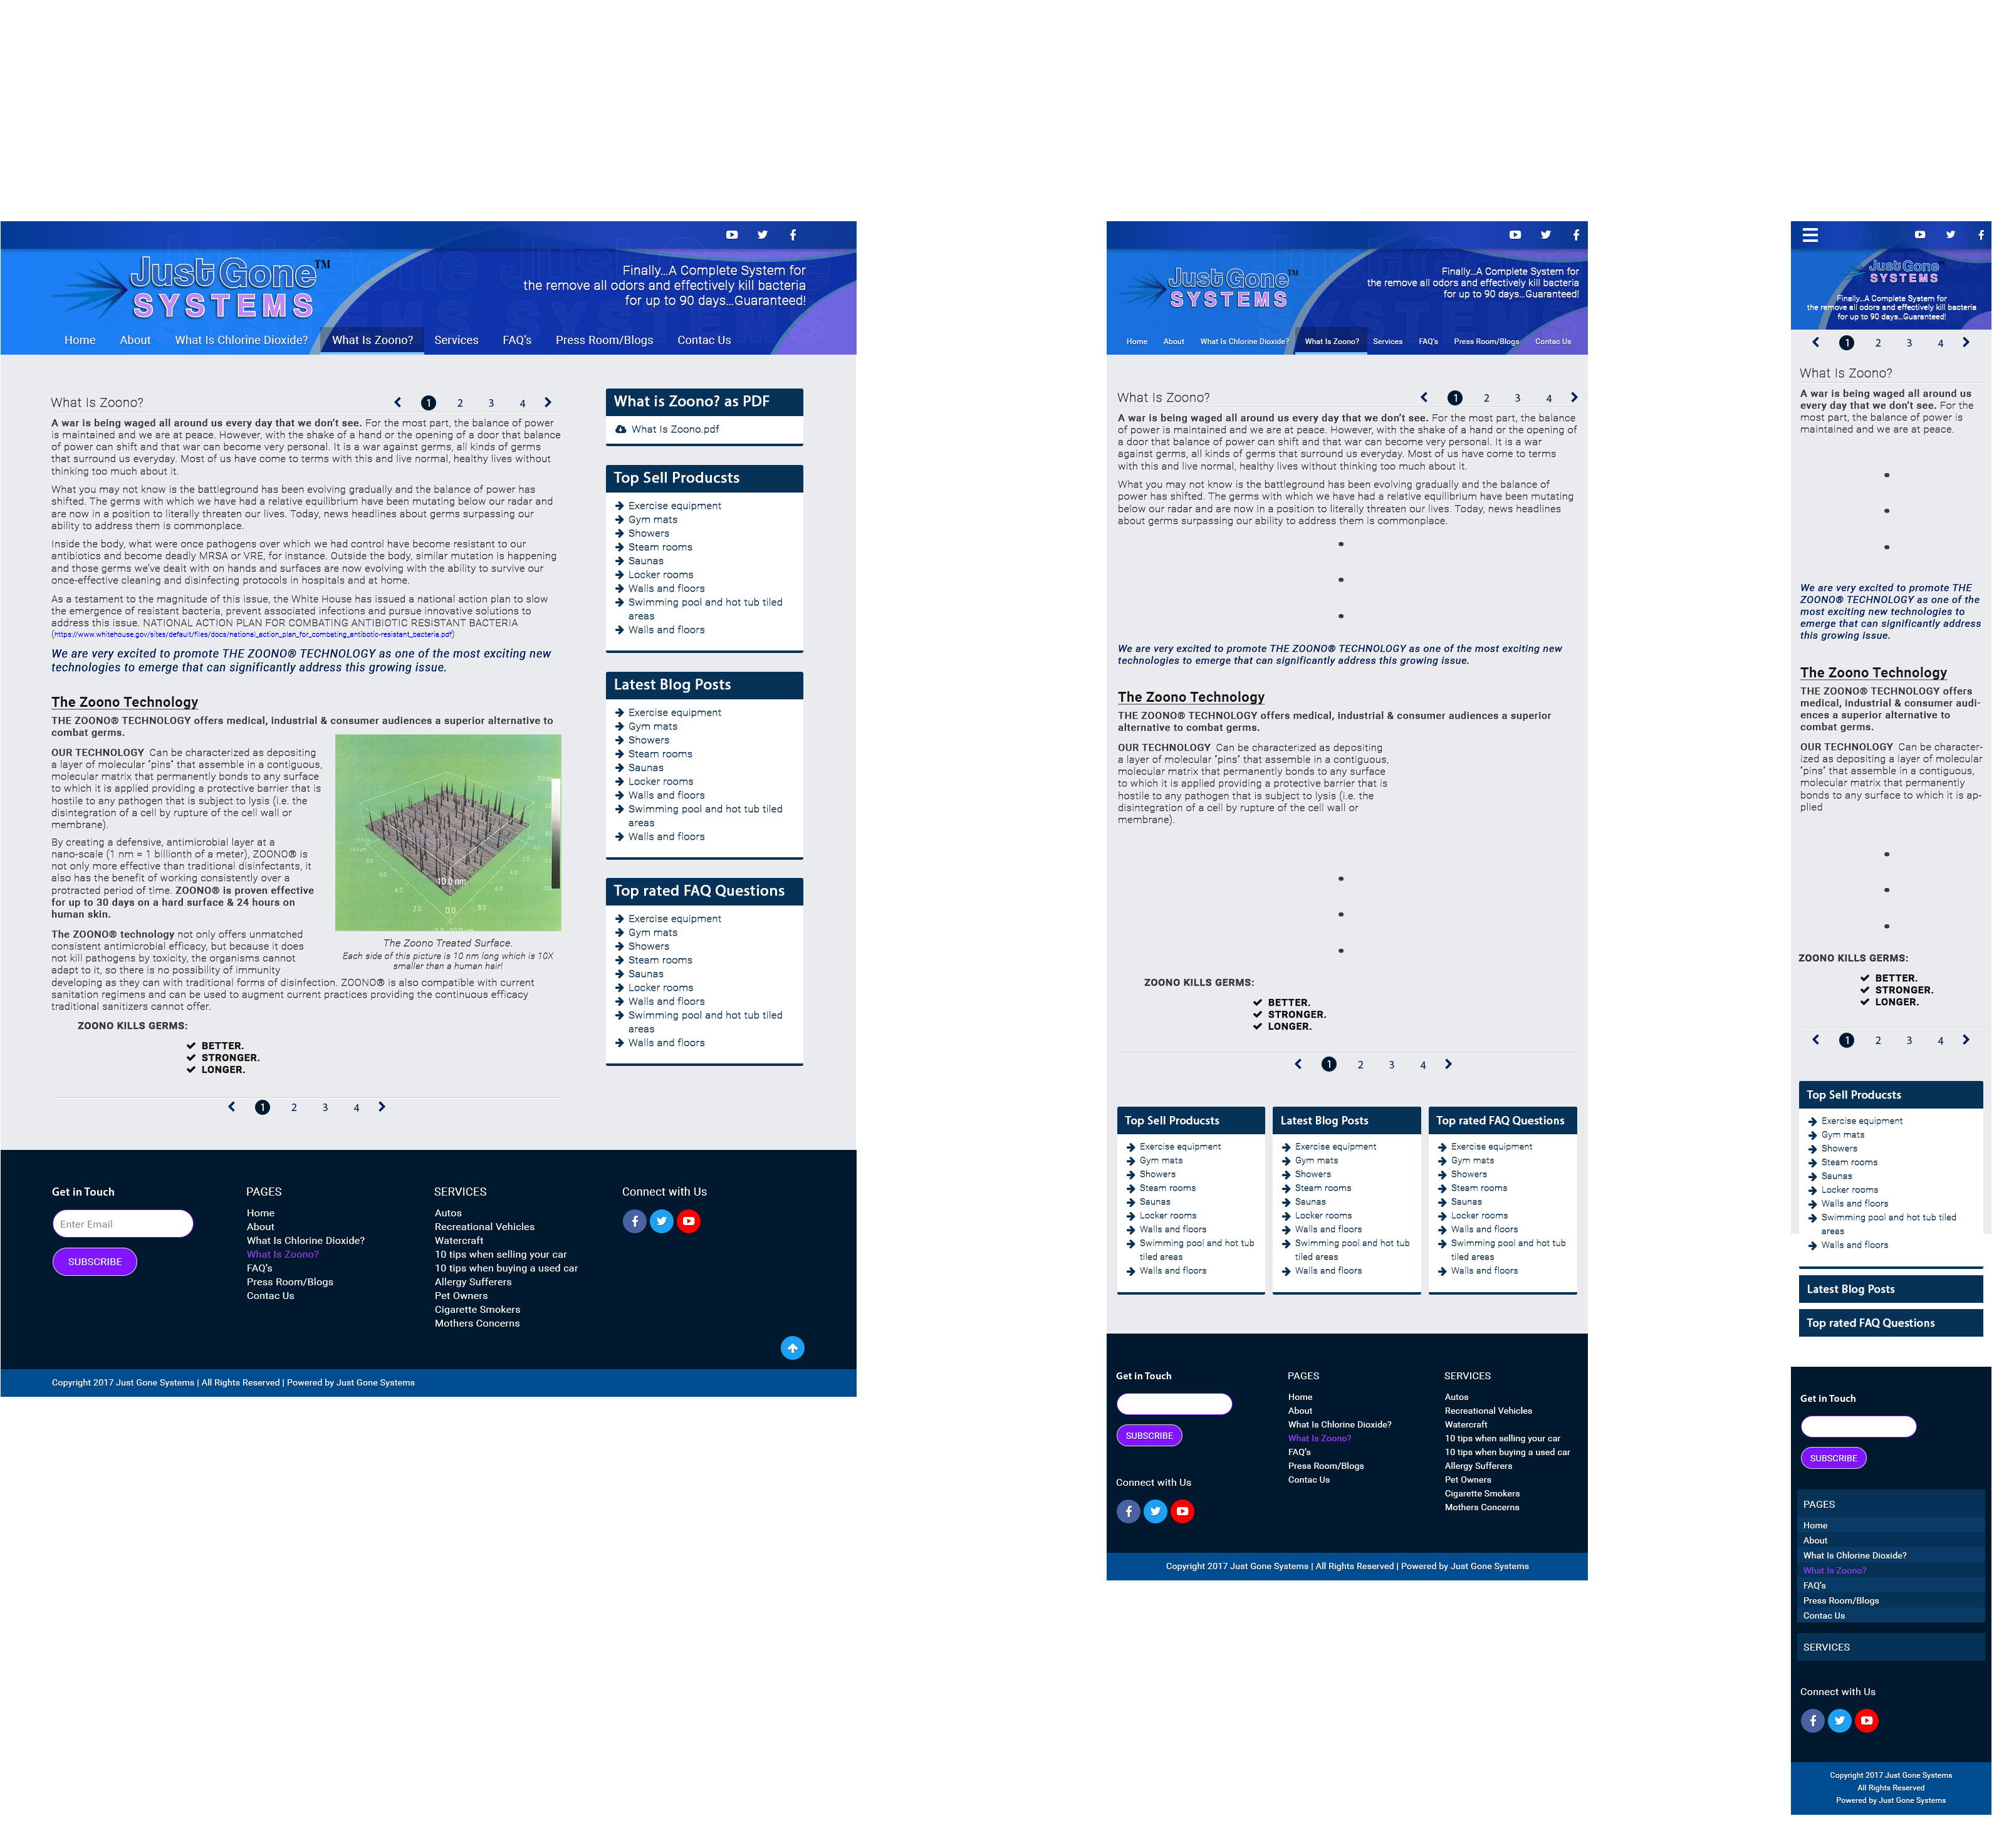 Just Gone™
SYSTEMS
Finally...A Complete System for
the remove all odors and effectively kill bacteria
for up to 90 days...Guaranteed!
Home About What Is Chlorine Dioxide? What Is Zoono? Services FAQ's Press Room/Blogs Contac Us
What Is Zoono?
1 2 3 4
A war is being waged all around us every day that we don't see. For the most part, the balance of power
is maintained and we are at peace. However, with the shake of a hand or the opening of a door that balance
of power can shift and that war can become very personal. It is a war against germs, all kinds of germs
that surround us everyday. Most of us have come to terms with this and live normal, healthy lives without
thinking too much about it.
What you may not know is the battleground has been evolving gradually and the balance of power has
shifted. The germs with which we have had a relative equilibrium have been mutating below our radar and
are now in a position to literally threaten our lives. Today, news headlines about germs surpassing our
ability to address them is commonplace.
Inside the body, what were once pathogens over which we had control have become resistant to our
antibiotics and become deadly MRSA or VRE, for instance. Outside the body, similar mutation is happening
and those germs we've dealt with on hands and surfaces are now evolving with the ability to survive our
once-effective cleaning and disinfecting protocols in hospitals and at home.
As a testament to the magnitude of this issue, the White House has issued a national action plan to slow
the emergence of resistant bacteria, prevent associated infections and pursue innovative solutions to
address this issue. NATIONAL ACTION PLAN FOR COMBATING ANTIBIOTIC RESISTANT BACTERIA
(https://www.whitehouse.gov/sites/default/files/docs/national_action_plan_for_combating_antibotic-resistant_bacteria.pdf)
We are very excited to promote THE ZOONO® TECHNOLOGY as one of the most exciting new
technologies to emerge that can significantly address this growing issue.
The Zoono Technology
THE ZOONO® TECHNOLOGY offers medical, industrial & consumer audiences a superior alternative to
combat germs.
OUR TECHNOLOGY Can be characterized as depositing
a layer of molecular "pins" that assemble in a contiguous,
molecular matrix that permanently bonds to any surface
to which it is applied providing a protective barrier that is
hostile to any pathogen that is subject to lysis (i.e. the
disintegration of a cell by rupture of the cell wall or
membrane).
By creating a defensive, antimicrobial layer at a
nano-scale (1 nm = 1 billionth of a meter), ZOONO® is
not only more effective than traditional disinfectants, it
also has the benefit of working consistently over a
protracted period of time. ZOONO® is proven effective
for up to 30 days on a hard surface & 24 hours on
human skin.
10.0 nm
The Zoono Treated Surface.
Each side of this picture is 10 nm long which is 10X
smaller than a human hair!
The ZOONO® technology not only offers unmatched
consistent antimicrobial efficacy, but because it does
not kill pathogens by toxicity, the organisms cannot
adapt to it, so there is no possibility of immunity
developing as they can with traditional forms of disinfection. ZOONO® is also compatible with current
sanitation regimens and can be used to augment current practices providing the continuous efficacy
traditional sanitizers cannot offer.
ZOONO KILLS GERMS:
BETTER.
STRONGER.
LONGER.
1 2 3 4
What is Zoono? as PDF
What Is Zoono.pdf
Top Sell Producsts
Exercise equipment
Gym mats
Showers
Steam rooms
Saunas
Locker rooms
Walls and floors
Swimming pool and hot tub tiled
areas
Walls and floors
Latest Blog Posts
Exercise equipment
Gym mats
Showers
Steam rooms
Saunas
Locker rooms
Walls and floors
Swimming pool and hot tub tiled
areas
Walls and floors
Top rated FAQ Questions
Exercise equipment
Gym mats
Showers
Steam rooms
Saunas
Locker rooms
Walls and floors
Swimming pool and hot tub tiled
areas
Walls and floors
Get in Touch
Enter Email
SUBSCRIBE
PAGES
Home
About
What Is Chlorine Dioxide?
What Is Zoono?
FAQ's
Press Room/Blogs
Contac Us
SERVICES
Autos
Recreational Vehicles
Watercraft
10 tips when selling your car
10 tips when buying a used car
Allergy Sufferers
Pet Owners
Cigarette Smokers
Mothers Concerns
Connect with Us
Copyright 2017 Just Gone Systems | All Rights Reserved | Powered by Just Gone Systems
Just Gone™
SYSTEMS
Finally...A Complete System for
the remove all odors and effectively kill bacteria
for up to 90 days...Guaranteed!
Home About What Is Chlorine Dioxide? What Is Zoono? Services FAQ's Press Room/Blogs Contac Us
What Is Zoono?
1 2 3 4
A war is being waged all around us every day that we don't see. For the most part, the balance
of power is maintained and we are at peace. However, with the shake of a hand or the opening of
a door that balance of power can shift and that war can become very personal. It is a war
against germs, all kinds of germs that surround us everyday. Most of us have come to terms
with this and live normal, healthy lives without thinking too much about it.
What you may not know is the battleground has been evolving gradually and the balance of
power has shifted. The germs with which we have had a relative equilibrium have been mutating
below our radar and are now in a position to literally threaten our lives. Today, news headlines
about germs surpassing our ability to address them is commonplace.
We are very excited to promote THE ZOONO® TECHNOLOGY as one of the most exciting new
technologies to emerge that can significantly address this growing issue.
The Zoono Technology
THE ZOONO® TECHNOLOGY offers medical, industrial & consumer audiences a superior
alternative to combat germs.
OUR TECHNOLOGY Can be characterized as depositing
a layer of molecular "pins" that assemble in a contiguous,
molecular matrix that permanently bonds to any surface
to which it is applied providing a protective barrier that is
hostile to any pathogen that is subject to lysis (i.e. the
disintegration of a cell by rupture of the cell wall or
membrane).
ZOONO KILLS GERMS:
BETTER.
STRONGER.
LONGER.
1 2 3 4
Top Sell Producsts
Exercise equipment
Gym mats
Showers
Steam rooms
Saunas
Locker rooms
Walls and floors
Swimming pool and hot tub
tiled areas
Walls and floors
Latest Blog Posts
Exercise equipment
Gym mats
Showers
Steam rooms
Saunas
Locker rooms
Walls and floors
Swimming pool and hot tub
tiled areas
Walls and floors
Top rated FAQ Questions
Exercise equipment
Gym mats
Showers
Steam rooms
Saunas
Locker rooms
Walls and floors
Swimming pool and hot tub
tiled areas
Walls and floors
Get in Touch
SUBSCRIBE
Connect with Us
PAGES
Home
About
What Is Chlorine Dioxide?
What Is Zoono?
FAQ's
Press Room/Blogs
Contac Us
SERVICES
Autos
Recreational Vehicles
Watercraft
10 tips when selling your car
10 tips when buying a used car
Allergy Sufferers
Pet Owners
Cigarette Smokers
Mothers Concerns
Copyright 2017 Just Gone Systems | All Rights Reserved | Powered by Just Gone Systems
Just Gone
SYSTEMS
Finally...A Complete System for
the remove all odors and effectively kill bacteria
for up to 90 days...Guaranteed!
1 2 3 4
What Is Zoono?
A war is being waged all around us
every day that we don't see. For the
most part, the balance of power is
maintained and we are at peace.
We are very excited to promote THE
ZOONO® TECHNOLOGY as one of the
most exciting new technologies to
emerge that can significantly address
this growing issue.
The Zoono Technology
THE ZOONO® TECHNOLOGY offers
medical, industrial & consumer audi-
ences a superior alternative to
combat germs.
OUR TECHNOLOGY Can be character-
ized as depositing a layer of molecular
"pins" that assemble in a contiguous,
molecular matrix that permanently
bonds to any surface to which it is ap-
plied
ZOONO KILLS GERMS:
BETTER.
STRONGER.
LONGER.
1 2 3 4
Top Sell Producsts
Exercise equipment
Gym mats
Showers
Steam rooms
Saunas
Locker rooms
Walls and floors
Swimming pool and hot tub tiled
areas
Walls and floors
Latest Blog Posts
Top rated FAQ Questions
Get in Touch
SUBSCRIBE
PAGES
Home
About
What Is Chlorine Dioxide?
What Is Zoono?
FAQ's
Press Room/Blogs
Contac Us
SERVICES
Connect with Us
Copyright 2017 Just Gone Systems
All Rights Reserved
Powered by Just Gone Systems